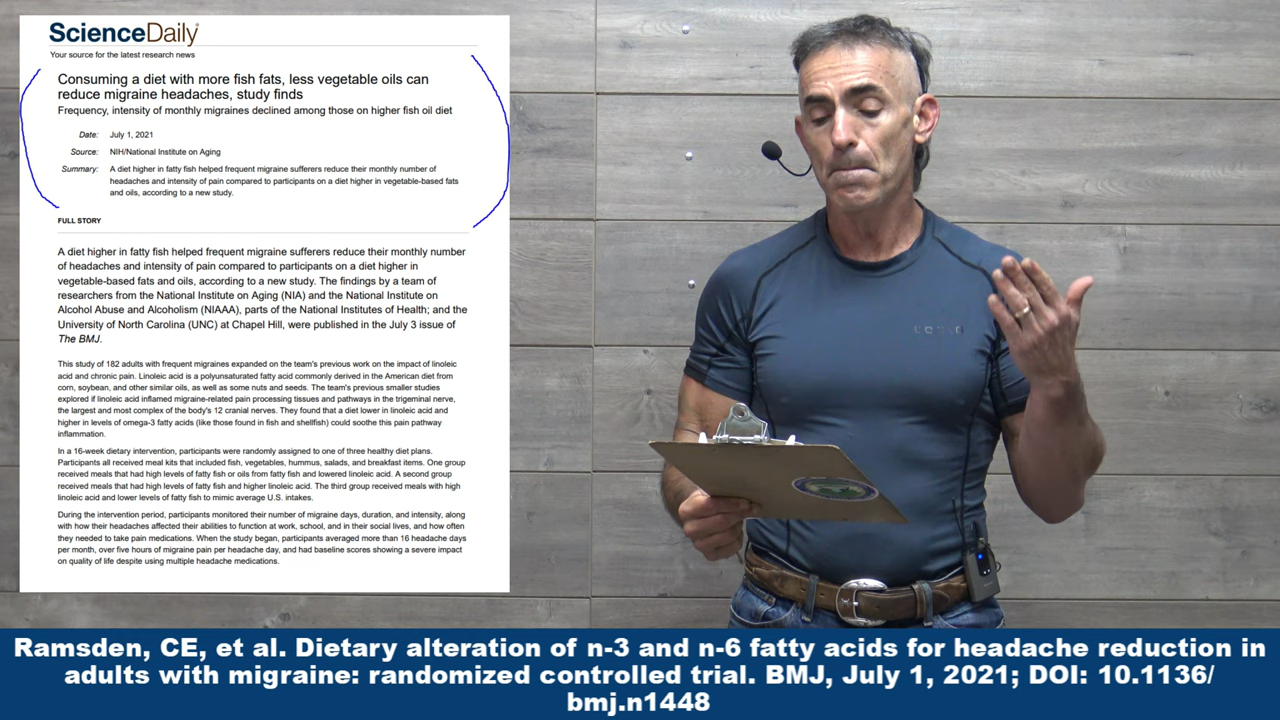 ScienceDaily
Your source for the latest research news
Consuming a diet with more fish fats, less vegetable oils can
reduce migraine headaches, study finds
Frequency, intensity of monthly migraines declined among those on higher fish oil diet
Date: July 1, 2021
Source: NIH/National Institute on Aging
Summary: A diet higher in fatty fish helped frequent migraine sufferers reduce their monthly number of
headaches and intensity of pain compared to participants on a diet higher in vegetable-based fats
and oils, according to a new study.
FULL STORY
A diet higher in fatty fish helped frequent migraine sufferers reduce their monthly number
of headaches and intensity of pain compared to participants on a diet higher in
vegetable-based fats and oils, according to a new study. The findings by a team of
researchers from the National Institute on Aging (NIA) and the National Institute on
Alcohol Abuse and Alcoholism (NIAAA), parts of the National Institutes of Health; and the
University of North Carolina (UNC) at Chapel Hill, were published in the July 3 issue of
The BMJ.
This study of 182 adults with frequent migraines expanded on the team's previous work on the impact of linoleic
acid and chronic pain. Linoleic acid is a polyunsaturated fatty acid commonly derived in the American diet from
corn, soybean, and other similar oils, as well as some nuts and seeds. The team's previous smaller studies
explored if linoleic acid inflamed migraine-related pain processing tissues and pathways in the trigeminal nerve,
the largest and most complex of the body's 12 cranial nerves. They found that a diet lower in linoleic acid and
higher in levels of omega-3 fatty acids (like those found in fish and shellfish) could soothe this pain pathway
inflammation.
In a 16-week dietary intervention, participants were randomly assigned to one of three healthy diet plans.
Participants all received meal kits that included fish, vegetables, hummus, salads, and breakfast items. One group
received meals that had high levels of fatty fish or oils from fatty fish and lowered linoleic acid. A second group
received meals that had high levels of fatty fish and higher linoleic acid. The third group received meals with high
linoleic acid and lower levels of fatty fish to mimic average U.S. intakes.
During the intervention period, participants monitored their number of migraine days, duration, and intensity, along
with how their headaches affected their abilities to function at work, school, and in their social lives, and how often
they needed to take pain medications. When the study began, participants averaged more than 16 headache days
per month, over five hours of migraine pain per headache day, and had baseline scores showing a severe impact
on quality of life despite using multiple headache medications.
Ramsden, CE, et al. Dietary alteration of n-3 and n-6 fatty acids for headache reduction in
adults with migraine: randomized controlled trial. BMJ, July 1, 2021; DOI: 10.1136/
bmj.n1448